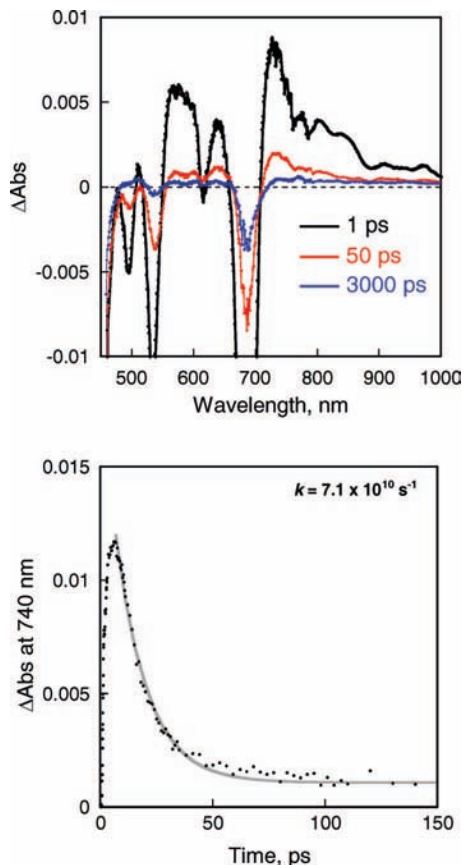 0.01
0.005
0
-0.005
-0.01
ΔAbs
1 ps
50 ps
3000 ps
500 600 700 800 900 1000
Wavelength, nm
0.015
k = 7.1 x 10¹⁰ s⁻¹
0.01
0.005
0
ΔAbs at 740 nm
0 50 100 150
Time, ps